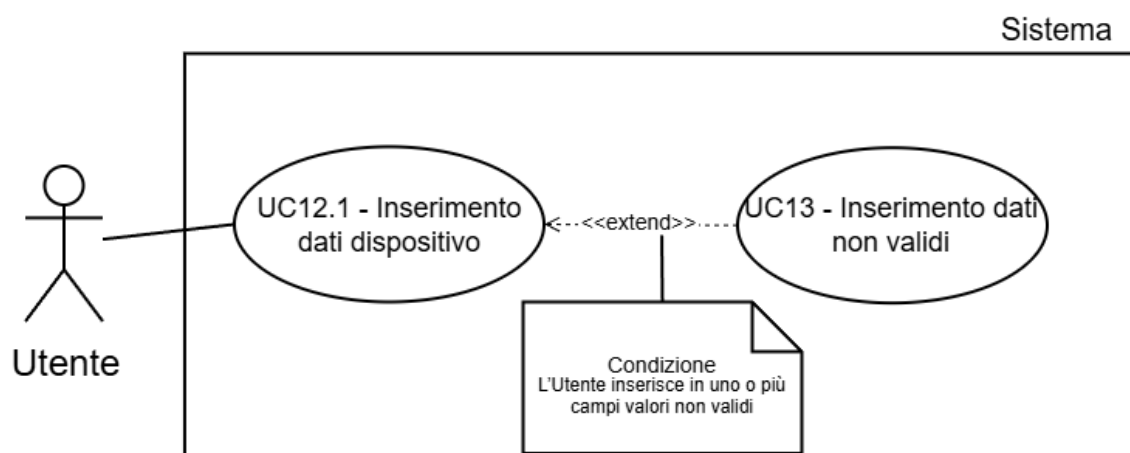 Sistema
UC12.1 - Inserimento
dati dispositivo
<<extend>>
UC13 - Inserimento dati
non validi
Utente
Condizione
L'Utente inserisce in uno o più
campi valori non validi